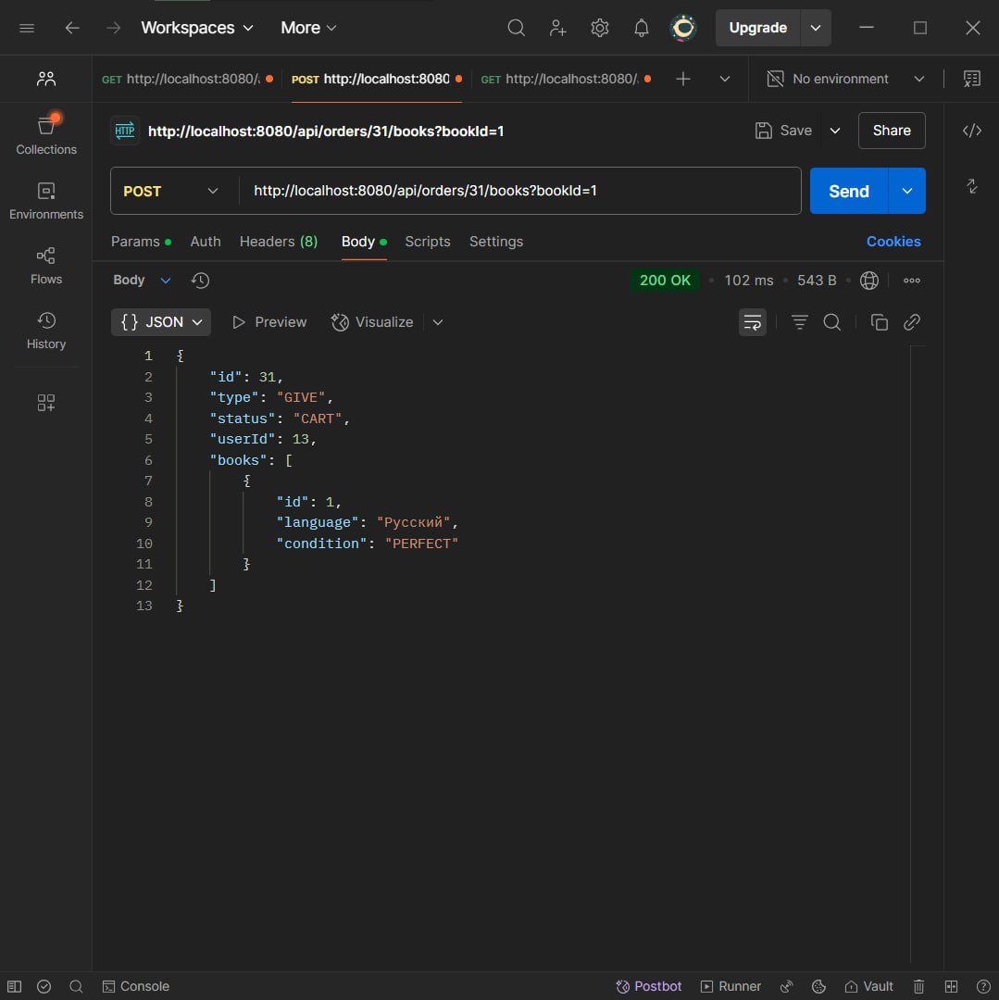 Workspaces More Upgrade
GET http://localhost:8080/ POST http://localhost:8080 GET http://localhost:8080/ No environment
HTTP http://localhost:8080/api/orders/31/books?bookId=1 Save Share
Collections
POST http://localhost:8080/api/orders/31/books?bookId=1 Send
Environments
Params Auth Headers (8) Body Scripts Settings Cookies
Flows
Body 200 OK 102 ms 543 B
History
{} JSON Preview Visualize
1 {
2 "id": 31,
3 "type": "GIVE",
4 "status": "CART",
5 "userId": 13,
6 "books": [
7 {
8 "id": 1,
9 "language": "Русский",
10 "condition": "PERFECT"
11 }
12 ]
13 }
Console Postbot Runner Vault